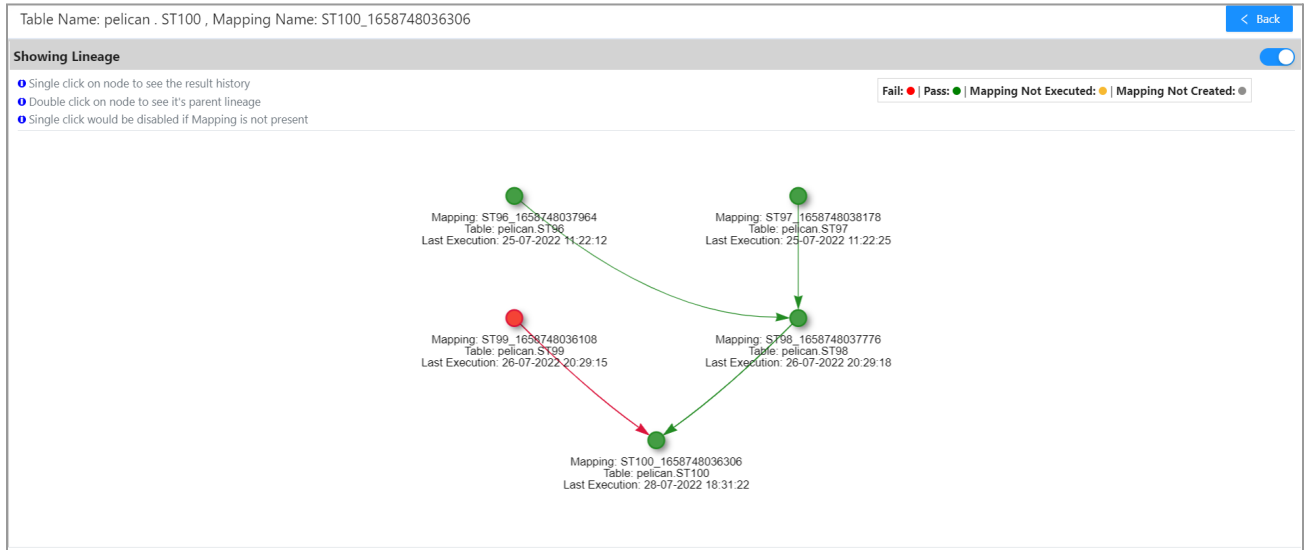 Table Name: pelican . ST100 , Mapping Name: ST100_1658748036306
< Back
Showing Lineage
Single click on node to see the result history
Double click on node to see it's parent lineage
Single click would be disabled if Mapping is not present
Fail: | Pass: | Mapping Not Executed: | Mapping Not Created:
Mapping: ST96_1658748037964
Table: pelican.ST96
Last Execution: 25-07-2022 11:22:12
Mapping: ST97_1658748038178
Table: pelican.ST97
Last Execution: 25-07-2022 11:22:25
Mapping: ST99_1658748036108
Table: pelican.ST99
Last Execution: 26-07-2022 20:29:15
Mapping: ST98_1658748037776
Table: pelican.ST98
Last Execution: 26-07-2022 20:29:18
Mapping: ST100_1658748036306
Table: pelican.ST100
Last Execution: 28-07-2022 18:31:22